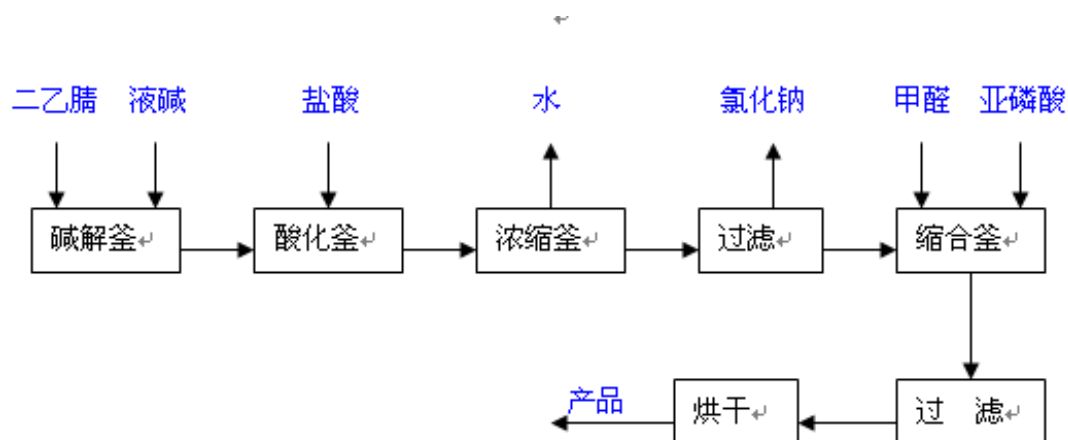 二乙腈 液碱 盐酸 水 氯化钠 甲醛 亚磷酸
碱解釜 酸化釜 浓缩釜 过滤 缩合釜
产品 烘干 过 滤